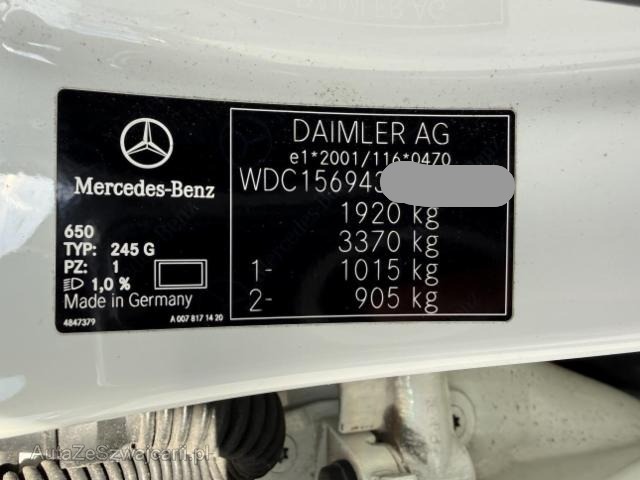 Mercedes-Benz
650
TYP: 245 G
PZ: 1
1,0 %
Made in Germany
4847379
A 007 817 14 20
DAIMLER AG
e1*2001/116*0470
WDC156943
1920 kg
3370 kg
1- 1015 kg
2- 905 kg
AutaZeSzwajcarii.pl